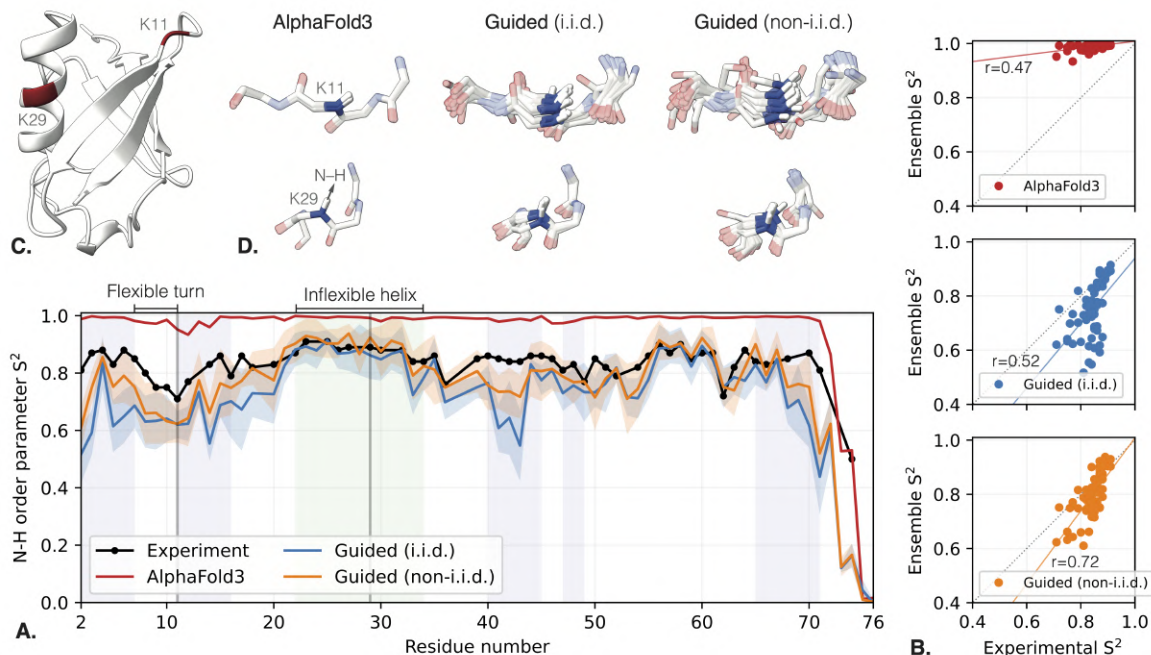 K11
K29
C.
AlphaFold3
Guided (i.i.d.)
Guided (non-i.i.d.)
K11
N–H
K29
D.
Flexible turn
Inflexible helix
N-H order parameter S²
1.0
0.8
0.6
0.4
0.2
0.0
Experiment
AlphaFold3
Guided (i.i.d.)
Guided (non-i.i.d.)
2
10
20
30
40
50
60
70
76
Residue number
A.
Ensemble S²
1.0
0.8
0.6
0.4
r=0.47
AlphaFold3
Ensemble S²
1.0
0.8
0.6
0.4
r=0.52
Guided (i.i.d.)
Ensemble S²
1.0
0.8
0.6
0.4
r=0.72
Guided (non-i.i.d.)
0.4
0.6
0.8
1.0
Experimental S²
B.